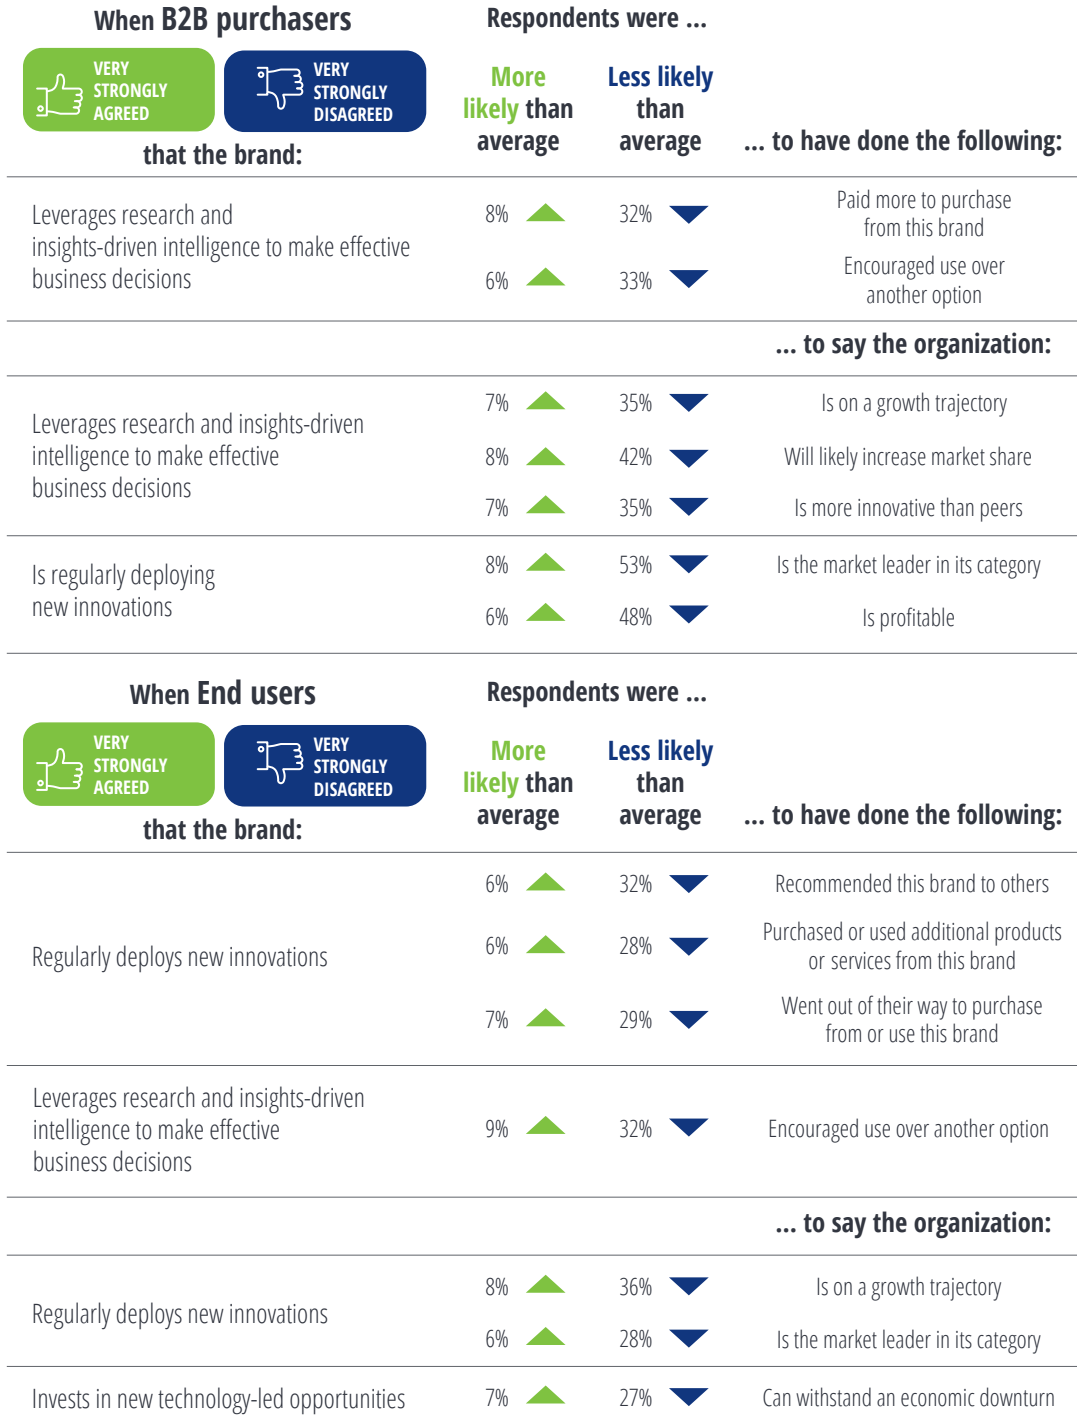 When B2B purchasers
Respondents were ...
VERY
STRONGLY
AGREED
VERY
STRONGLY
DISAGREED
that the brand:
More
likely than
average
Less likely
than
average
... to have done the following:
Leverages research and
insights-driven intelligence to make effective
business decisions
8%
32%
Paid more to purchase
from this brand
6%
33%
Encouraged use over
another option
... to say the organization:
Leverages research and insights-driven
intelligence to make effective
business decisions
7%
35%
Is on a growth trajectory
8%
42%
Will likely increase market share
7%
35%
Is more innovative than peers
Is regularly deploying
new innovations
8%
53%
Is the market leader in its category
6%
48%
Is profitable
When End users
Respondents were ...
VERY
STRONGLY
AGREED
VERY
STRONGLY
DISAGREED
that the brand:
More
likely than
average
Less likely
than
average
... to have done the following:
Regularly deploys new innovations
6%
32%
Recommended this brand to others
6%
28%
Purchased or used additional products
or services from this brand
7%
29%
Went out of their way to purchase
from or use this brand
Leverages research and insights-driven
intelligence to make effective
business decisions
9%
32%
Encouraged use over another option
... to say the organization:
Regularly deploys new innovations
8%
36%
Is on a growth trajectory
6%
28%
Is the market leader in its category
Invests in new technology-led opportunities
7%
27%
Can withstand an economic downturn